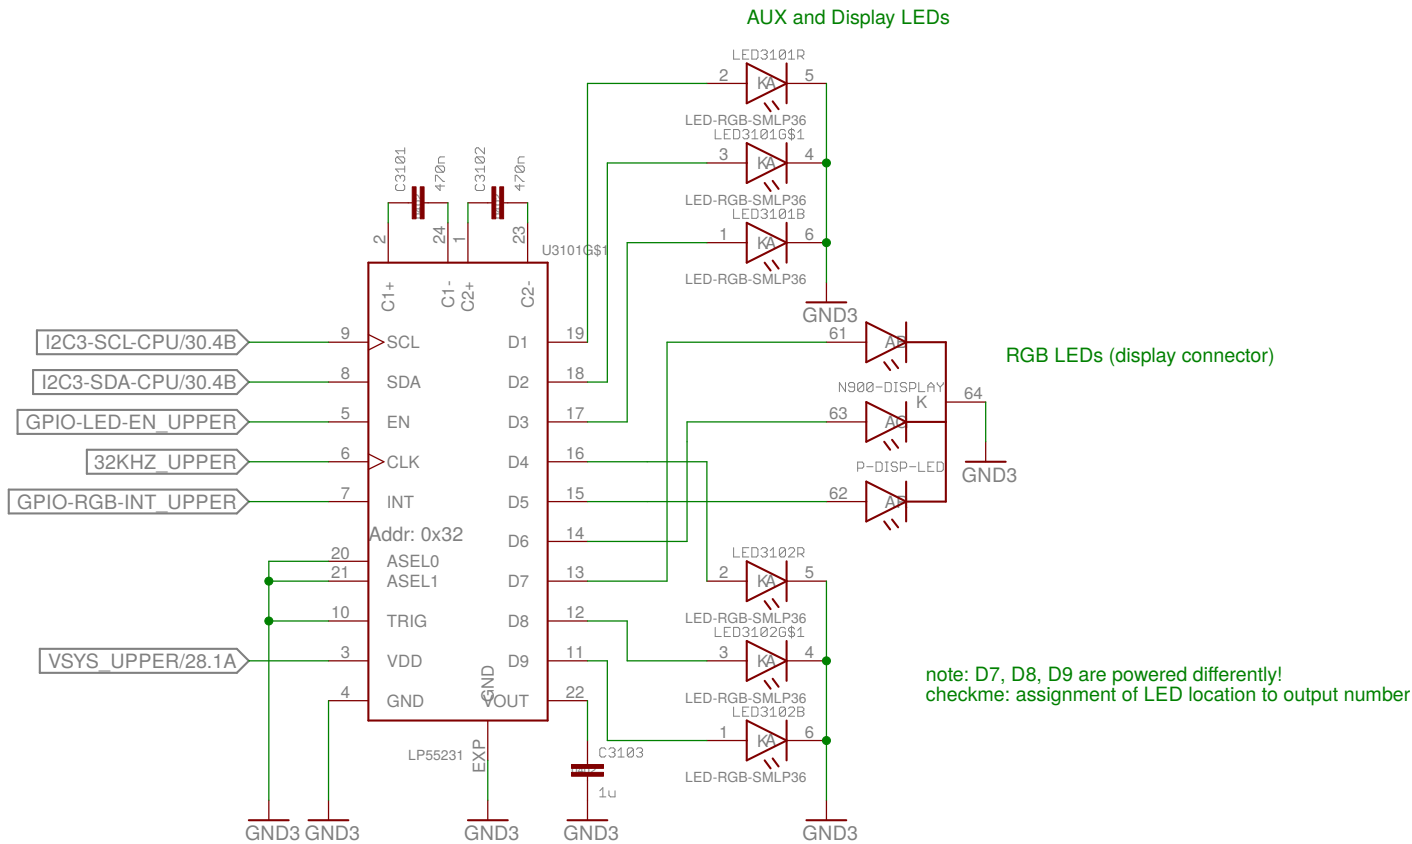 AUX and Display LEDs
LED3101R
2 KA 5
LED-RGB-SMLP36
LED3101G$1
3 KA 4
LED-RGB-SMLP36
LED3101B
1 KA 6
LED-RGB-SMLP36
GND3
C3101
470n
C3102
470n
2
24
1
23
U3101G$1
C1+
C1-
C2+
C2-
I2C3-SCL-CPU/30.4B 9 SCL
I2C3-SDA-CPU/30.4B 8 SDA
GPIO-LED-EN_UPPER 5 EN
32KHZ_UPPER 6 CLK
GPIO-RGB-INT_UPPER 7 INT
Addr: 0x32
20 ASEL0
21 ASEL1
10 TRIG
VSYS_UPPER/28.1A 3 VDD
4 GND
D1 19
D2 18
D3 17
D4 16
D5 15
D6 14
D7 13
D8 12
D9 11
VOUT 22
GND
EXP
LP55231
61
RGB LEDs (display connector)
N900-DISPLAY
K 64
63
P-DISP-LED
62
GND3
LED3102R
2 KA 5
LED-RGB-SMLP36
LED3102G$1
3 KA 4
LED-RGB-SMLP36
LED3102B
1 KA 6
LED-RGB-SMLP36
note: D7, D8, D9 are powered differently!
checkme: assignment of LED location to output number
C3103
1u
GND3 GND3 GND3 GND3 GND3